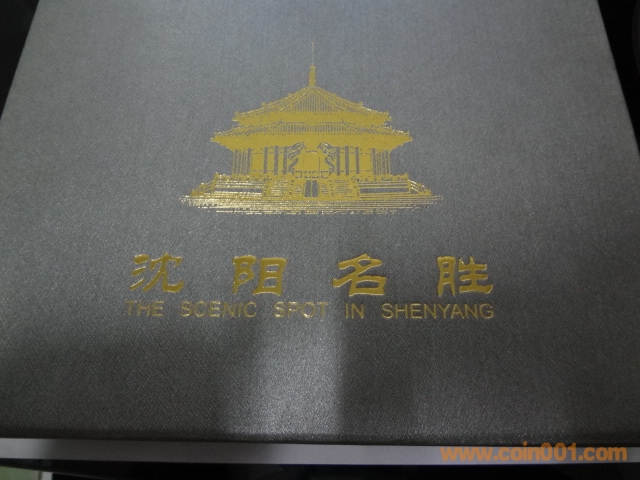 沈阳名胜
THE SCENIC SPOT IN SHENYANG
www.coin001.com